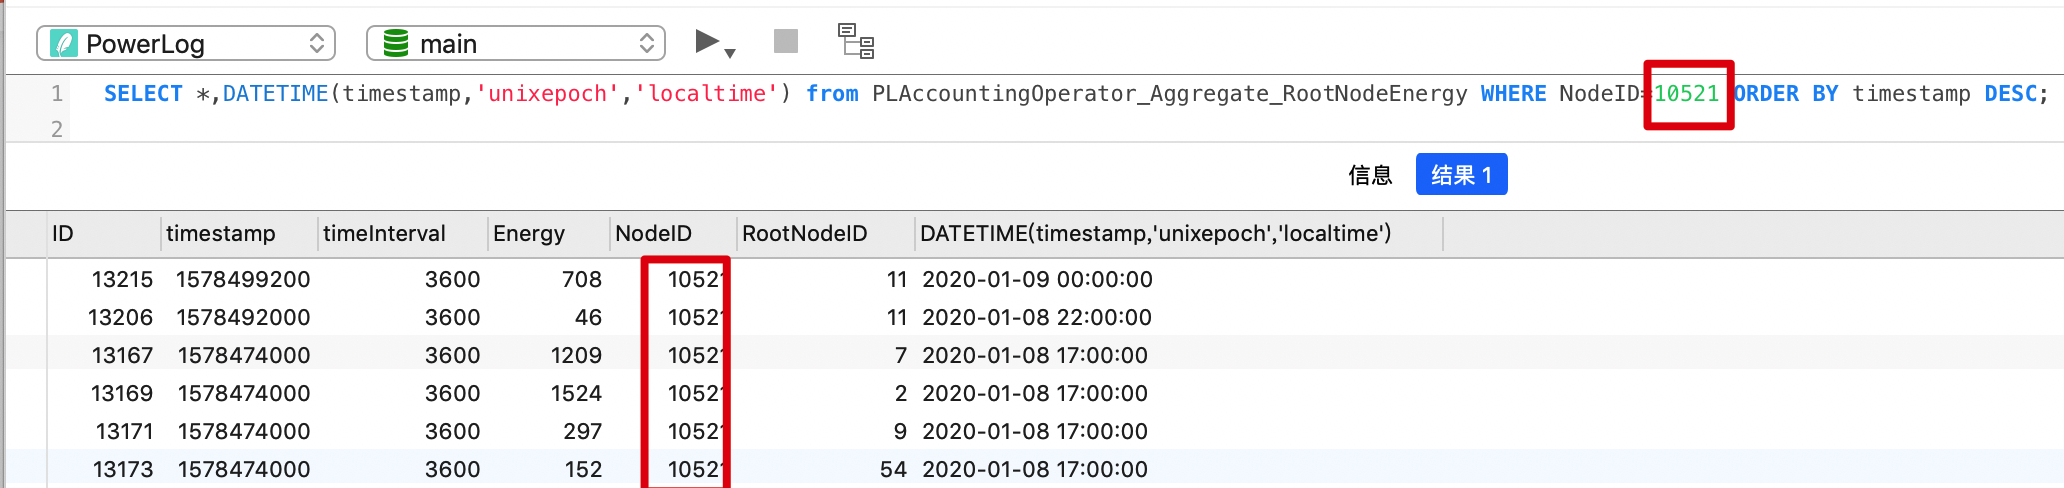 PowerLog main
1 SELECT *,DATETIME(timestamp,'unixepoch','localtime') from PLAccountingOperator_Aggregate_RootNodeEnergy WHERE NodeID=10521 ORDER BY timestamp DESC;
2
信息 结果 1
ID timestamp timeInterval Energy NodeID RootNodeID DATETIME(timestamp,'unixepoch','localtime')
13215 1578499200 3600 708 10521 11 2020-01-09 00:00:00
13206 1578492000 3600 46 10521 11 2020-01-08 22:00:00
13167 1578474000 3600 1209 10521 7 2020-01-08 17:00:00
13169 1578474000 3600 1524 10521 2 2020-01-08 17:00:00
13171 1578474000 3600 297 10521 9 2020-01-08 17:00:00
13173 1578474000 3600 152 10521 54 2020-01-08 17:00:00